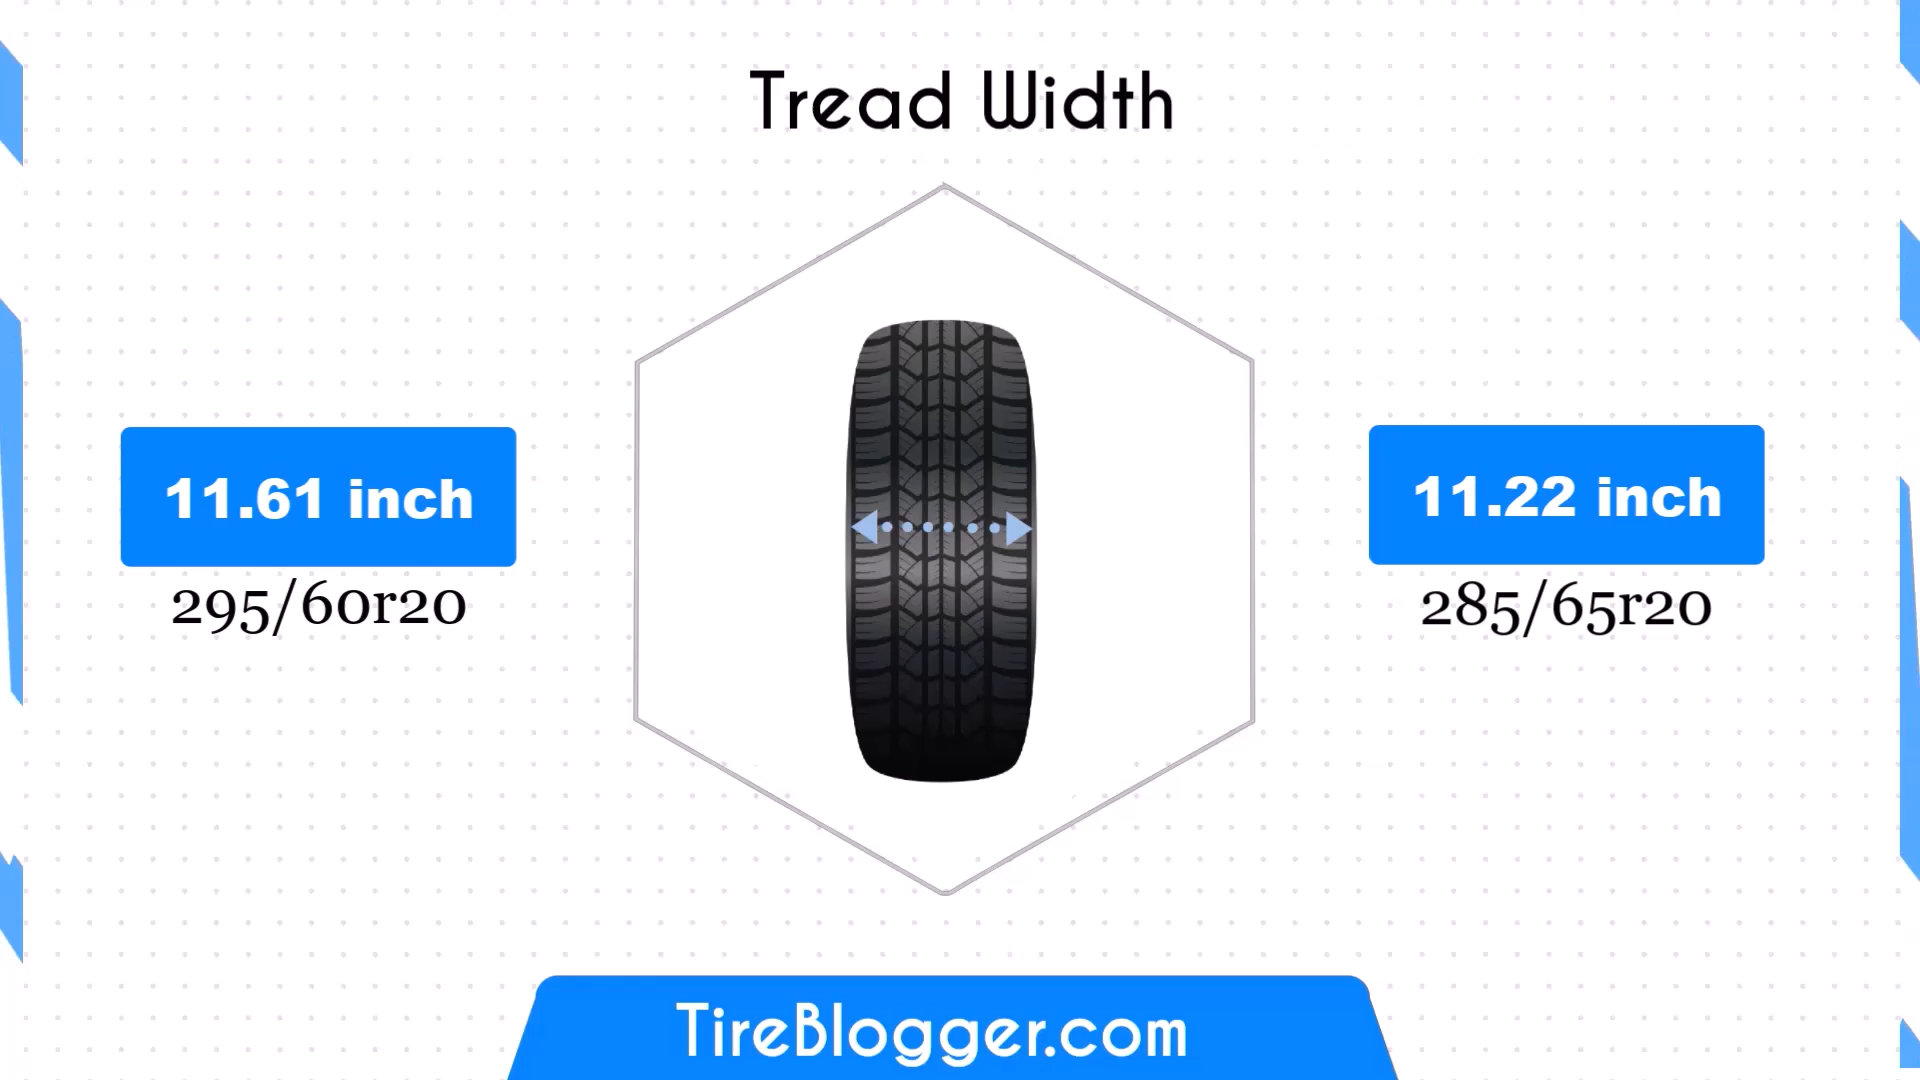 Tread Width
11.61 inch
295/60r20
11.22 inch
285/65r20
TireBlogger.com